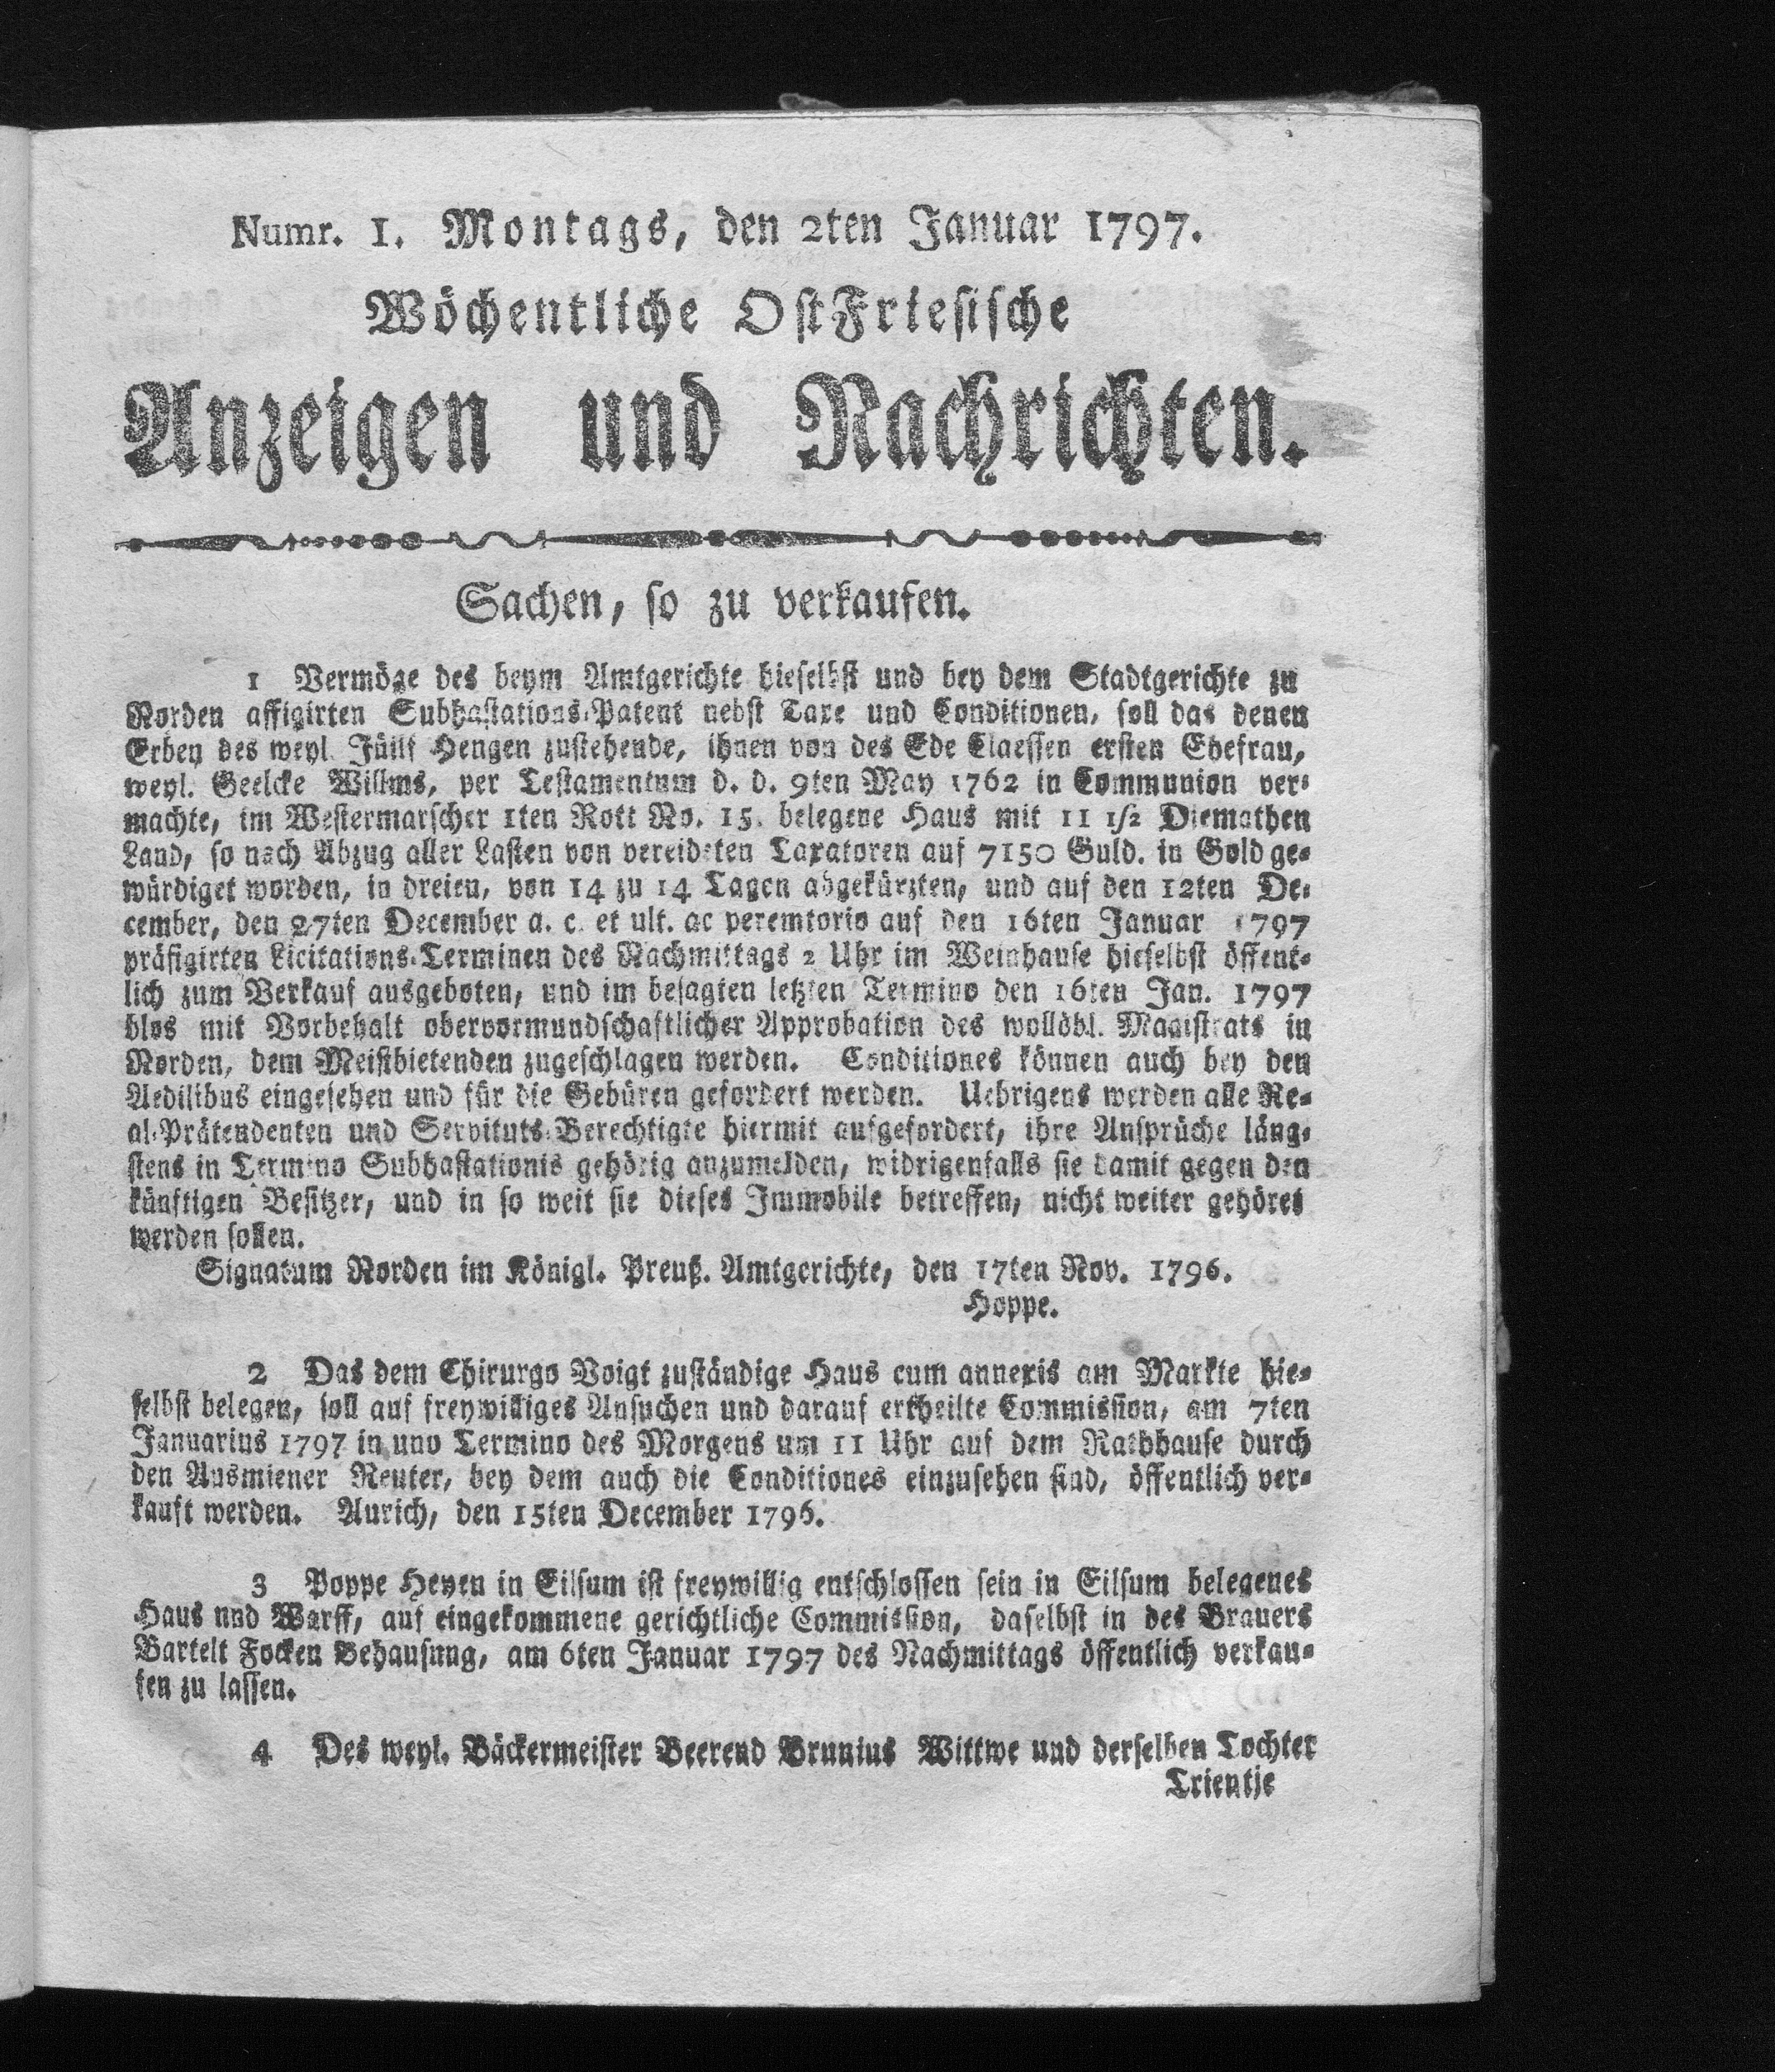 Numr. 1. Montags, den 2ten Januar 1797.
Wöchentliche OstFriesische
Anzeigen und Nachrichten.
Sachen, so zu verkaufen.
1 Vermöge des beym Amtgerichte hieselbst und bey dem Stadtgerichte zu
Norden affigirten Subhastations-Patent nebst Taxe und Conditionen, soll das denen
Erben des weyl. Jüilf Hengen zustehende, ihnen von des Ede Claessen ersten Ehefrau,
weyl. Geelcke Willms, per Testamentum d. d. 9ten May 1762 in Communion ver-
machte, im Westermarscher 1ten Rott No. 15. belegene Haus mit 11 1/2 Diemathen
Land, so nach Abzug aller Lasten von vereideten Taxatoren auf 7150 Guld. in Gold ge-
würdiget worden, in dreien, von 14 zu 14 Tagen abgekürzten, und auf den 12ten De-
cember, den 27ten December a. c. et ult. ac peremtorio auf den 16ten Januar 1797
präfigirten Licitations-Terminen des Nachmittags 2 Uhr im Weinhause hieselbst öffent-
lich zum Verkauf ausgeboten, und im besagten letzten Termino den 16ten Jan. 1797
blos mit Vorbehalt obervormundschaftlicher Approbation des wollöbl. Magistrats in
Norden, dem Meistbietenden zugeschlagen werden. Conditiones können auch bey den
Aedilibus eingesehen und für die Gebüren gefordert werden. Uebrigens werden alle Re-
al-Prätendenten und Servituts-Berechtigte hiermit aufgefordert, ihre Ansprüche läng-
stens in Termino Subhastationis gehörig anzumelden, widrigenfalls sie damit gegen den
künftigen Besitzer, und in so weit sie dieses Immobile betreffen, nicht weiter gehöret
werden sollen.
Signatum Norden im Königl. Preuß. Amtgerichte, den 17ten Nov. 1796.
Hoppe.
2 Das dem Chirurgo Voigt zuständige Haus cum annexis am Markte hie-
selbst belegen, soll auf freywilliges Ansuchen und darauf ertheilte Commission, am 7ten
Januarius 1797 in uno Termino des Morgens um 11 Uhr auf dem Rathhause durch
den Ausmiener Reuter, bey dem auch die Conditiones einzusehen sind, öffentlich ver-
kauft werden. Aurich, den 15ten December 1796.
3 Poppe Heyen in Eilsum ist freywillig entschlossen sein in Eilsum belegenes
Haus und Warff, auf eingekommene gerichtliche Commission, daselbst in des Brauers
Bartelt Focken Behausung, am 6ten Januar 1797 des Nachmittags öffentlich verkau-
fen zu lassen.
4 Des weyl. Bäckermeister Beerend Brunius Wittwe und derselben Tochter
Trientje